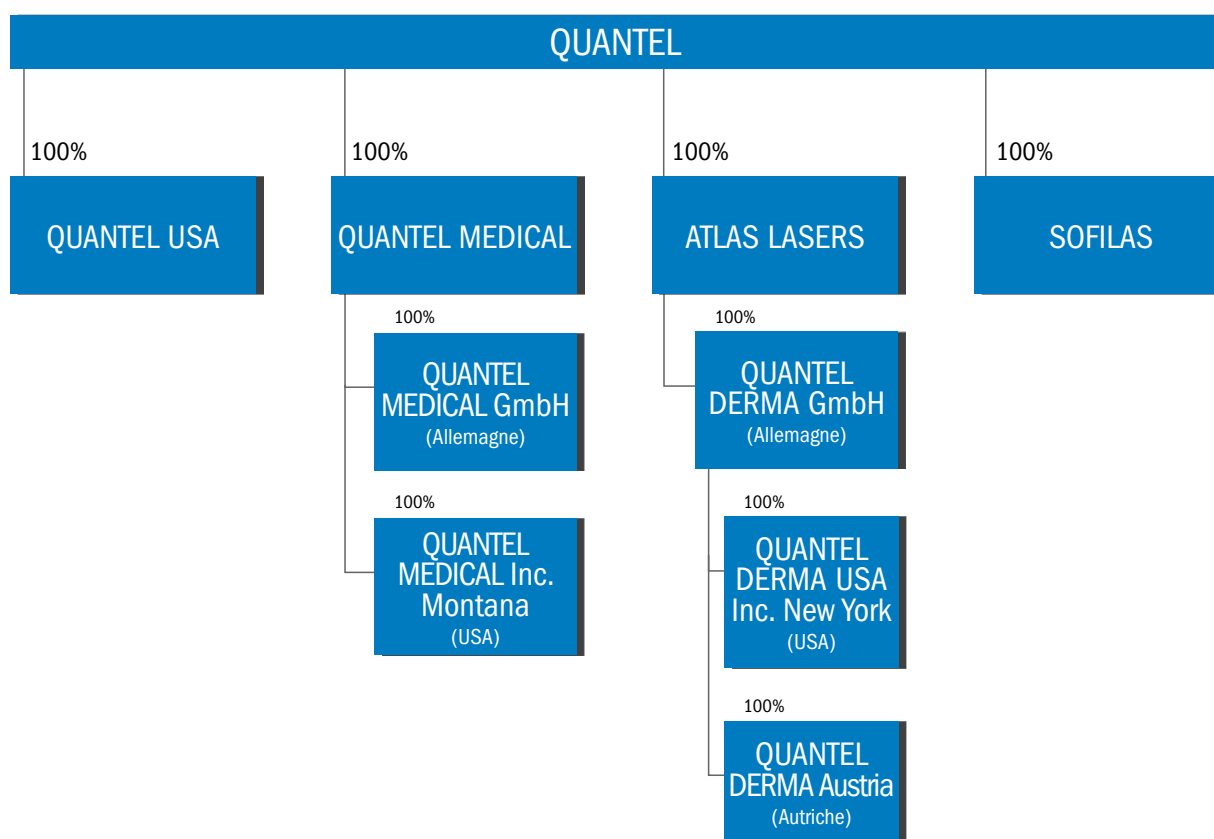 QUANTEL
100%
100%
100%
100%
QUANTEL USA
QUANTEL MEDICAL
ATLAS LASERS
SOFILAS
100%
QUANTEL
MEDICAL GmbH
(Allemagne)
100%
QUANTEL
MEDICAL Inc.
Montana
(USA)
100%
QUANTEL
DERMA GmbH
(Allemagne)
100%
QUANTEL
DERMA USA
Inc. New York
(USA)
100%
QUANTEL
DERMA Austria
(Autriche)